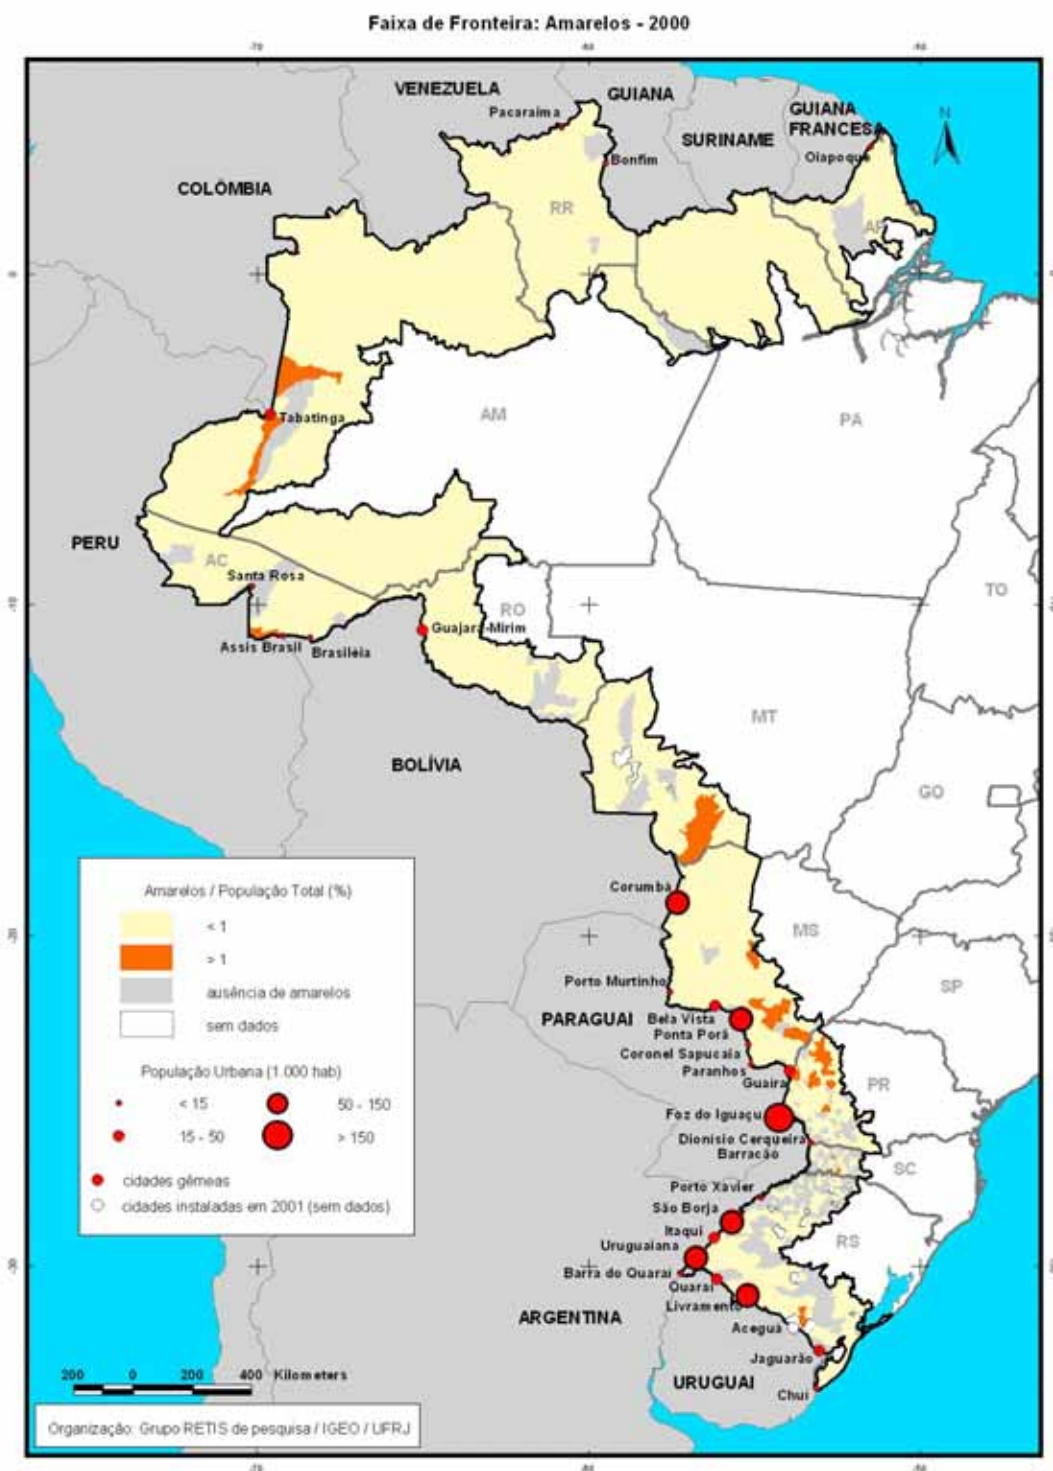 Faixa de Fronteira: Amarelos - 2000
VENEZUELA
GUIANA
GUIANA
FRANCESA
SURINAME
COLÔMBIA
Pacaraima
Bonfim
Oiapoque
N
RR
AP
AM
PA
Tabatinga
PERU
AC
Santa Rosa
Assis Brasil
Brasiléia
Guajará-Mirim
RO
TO
MT
BOLÍVIA
GO
Corumbá
MS
SP
Porto Murtinho
PARAGUAI
Bela Vista
Ponta Porã
Coronel Sapucaia
Paranhos
Guaíra
PR
Foz do Iguaçu
Dionísio Cerqueira
Barracão
SC
Porto Xavier
São Borja
Itaqui
RS
Uruguaiana
Barra do Quaraí
Quaraí
Livramento
ARGENTINA
Aceguá
Jaguarão
URUGUAI
Chuí
Amarelos / População Total (%)
< 1
> 1
ausência de amarelos
sem dados
População Urbana (1.000 hab)
< 15
50 - 150
15 - 50
> 150
cidades gêmeas
cidades instaladas em 2001 (sem dados)
200 0 200 400 Kilometers
Organização: Grupo RETIS de pesquisa / IGEO / UFRJ